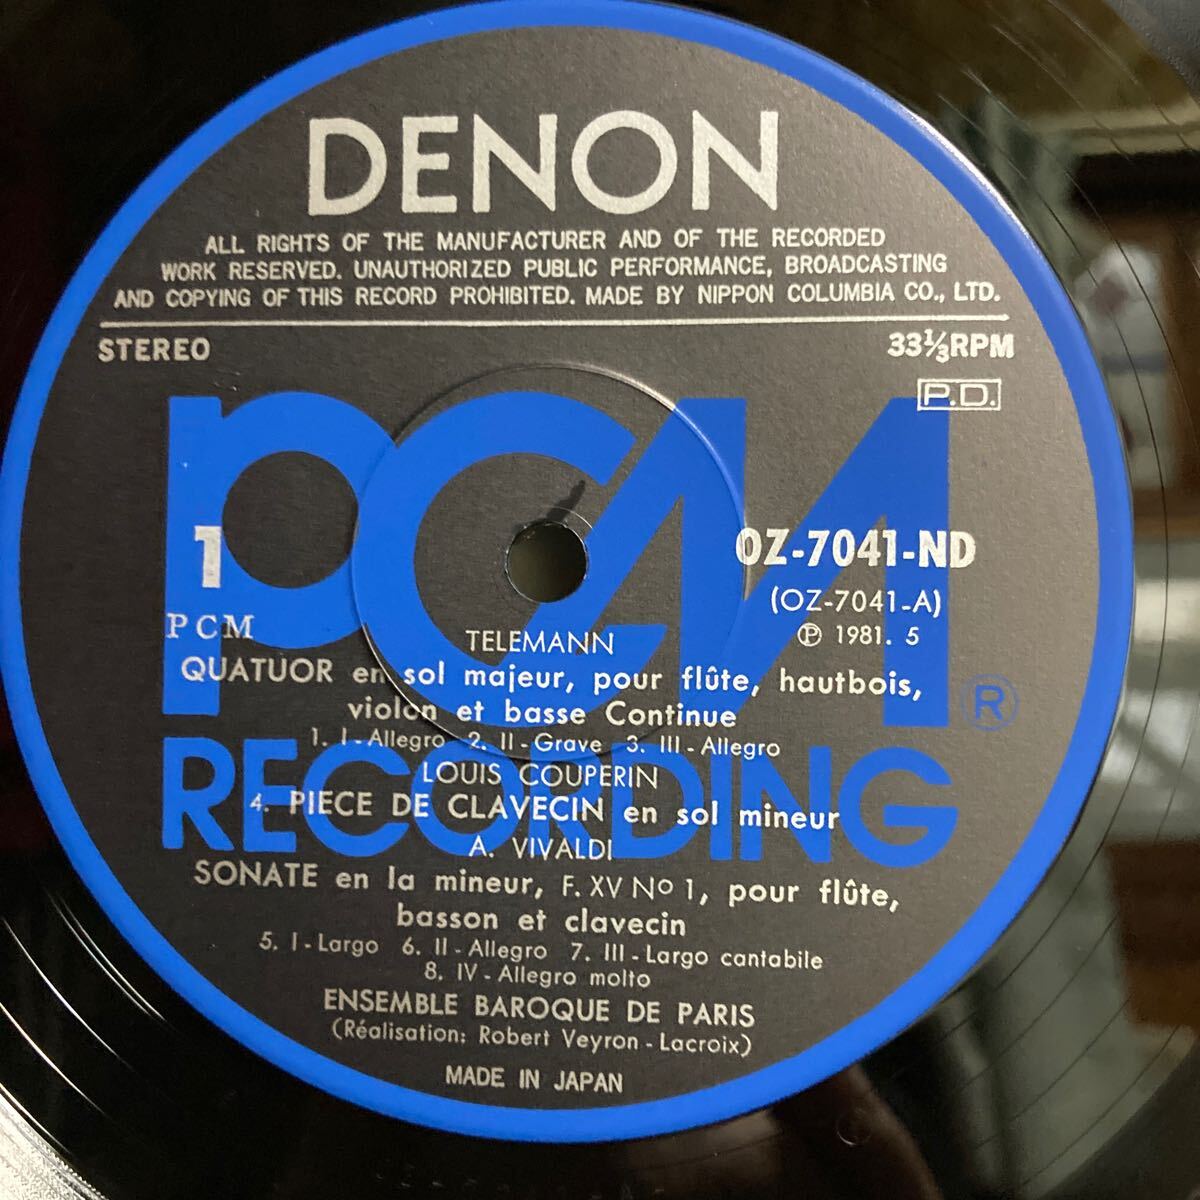 DENON
ALL RIGHTS OF THE MANUFACTURER AND OF THE RECORDED
WORK RESERVED. UNAUTHORIZED PUBLIC PERFORMANCE, BROADCASTING
AND COPYING OF THIS RECORD PROHIBITED. MADE BY NIPPON COLUMBIA CO., LTD.
STEREO 33⅓RPM
P.D.
PCM
1 OZ-7041-ND
(OZ-7041-A)
PCM ℗ 1981. 5
TELEMANN
QUATUOR en sol majeur, pour flûte, hautbois,
violon et basse Continue ®
1. I-Allegro 2. II-Grave 3. III-Allegro
RECORDING
LOUIS COUPERIN
4. PIECE DE CLAVECIN en sol mineur
A. VIVALDI
SONATE en la mineur, F. XV No 1, pour flûte,
basson et clavecin
5. I-Largo 6. II-Allegro 7. III-Largo cantabile
8. IV-Allegro molto
ENSEMBLE BAROQUE DE PARIS
(Réalisation: Robert Veyron-Lacroix)
MADE IN JAPAN